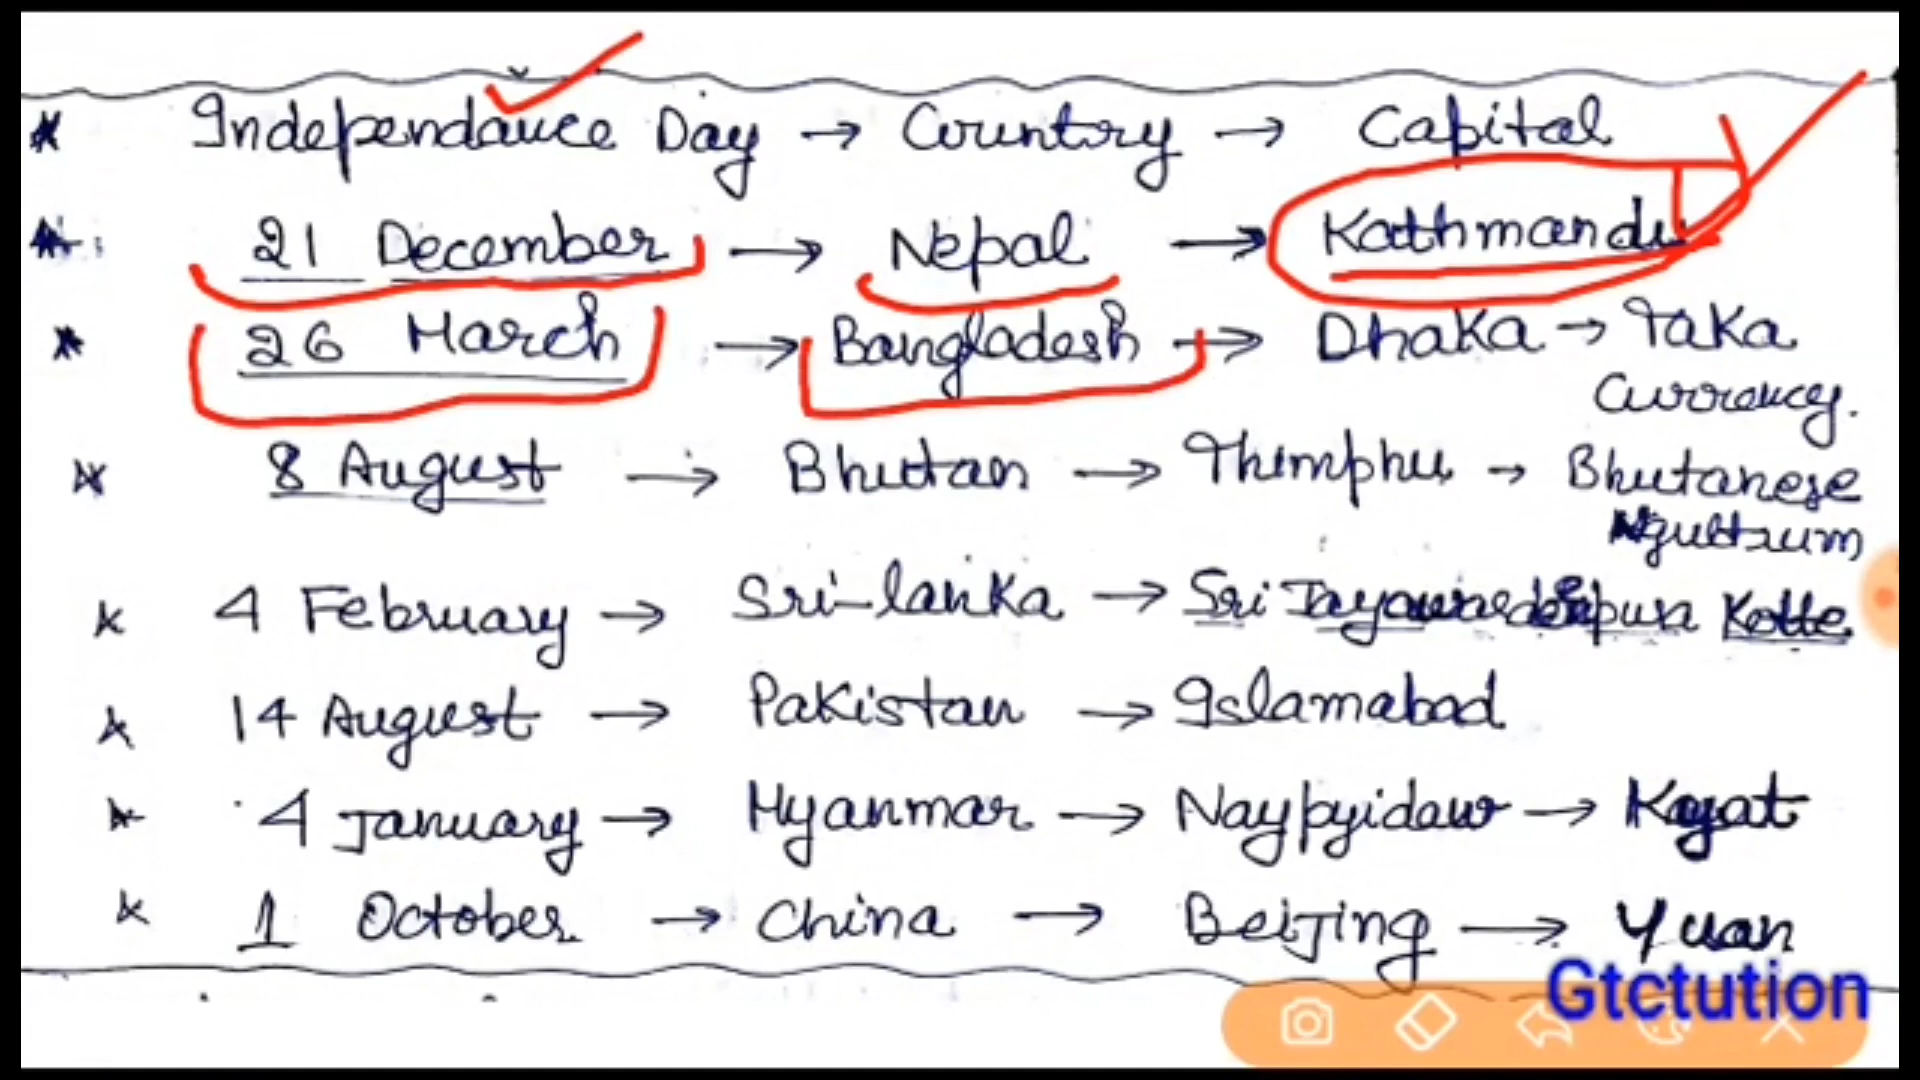 * Independance Day → Country → Capital
* 21 December → Nepal → Kathmandu
* 26 March → Bangladesh → Dhaka → Taka
Currency.
* 8 August → Bhutan → Thimphu → Bhutanese
Ngultrum
* 4 February → Sri-lanka → Sri Jayawardenepura Kotte
* 14 August → Pakistan → Islamabad
* 4 January → Myanmar → Naypyidaw → Kyat
* 1 October → China → Beijing → Yuan
Gtctution